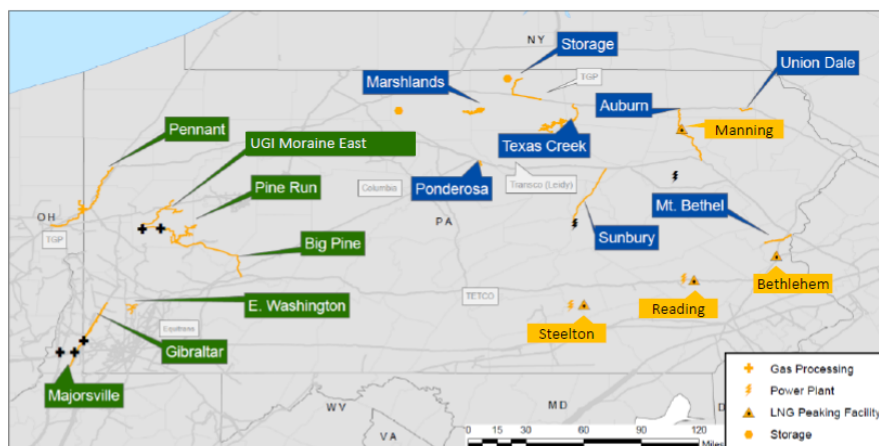 NY
Storage
TGP
Union Dale
Marshlands
Auburn
Manning
Pennant
UGI Moraine East
Texas Creek
Pine Run
Columbia
Ponderosa
Transco (Leidy)
Mt. Bethel
OH
TGP
PA
Sunbury
Big Pine
Bethlehem
TETCO
E. Washington
Reading
Steelton
Equitrans
Gibraltar
Majorsville
Gas Processing
Power Plant
LNG Peaking Facility
Storage
WV
MD
D
VA
0 15 30 60 90 120
Miles